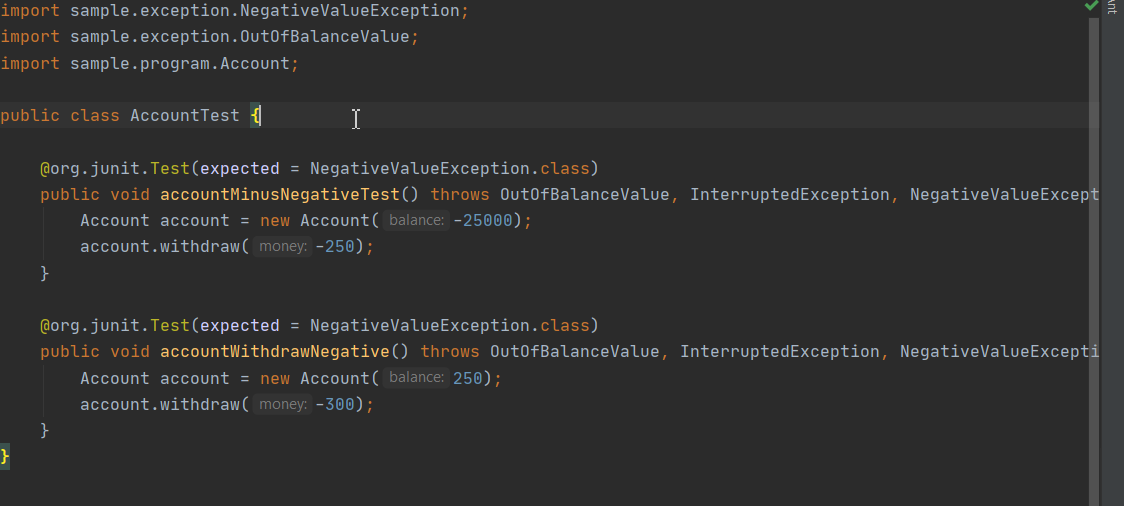 import sample.exception.NegativeValueException;
import sample.exception.OutOfBalanceValue;
import sample.program.Account;
public class AccountTest {
@org.junit.Test(expected = NegativeValueException.class)
public void accountMinusNegativeTest() throws OutOfBalanceValue, InterruptedException, NegativeValueExcept
Account account = new Account( balance: -25000);
account.withdraw( money: -250);
}
@org.junit.Test(expected = NegativeValueException.class)
public void accountWithdrawNegative() throws OutOfBalanceValue, InterruptedException, NegativeValueExcepti
Account account = new Account( balance: 250);
account.withdraw( money: -300);
}
}
Ant